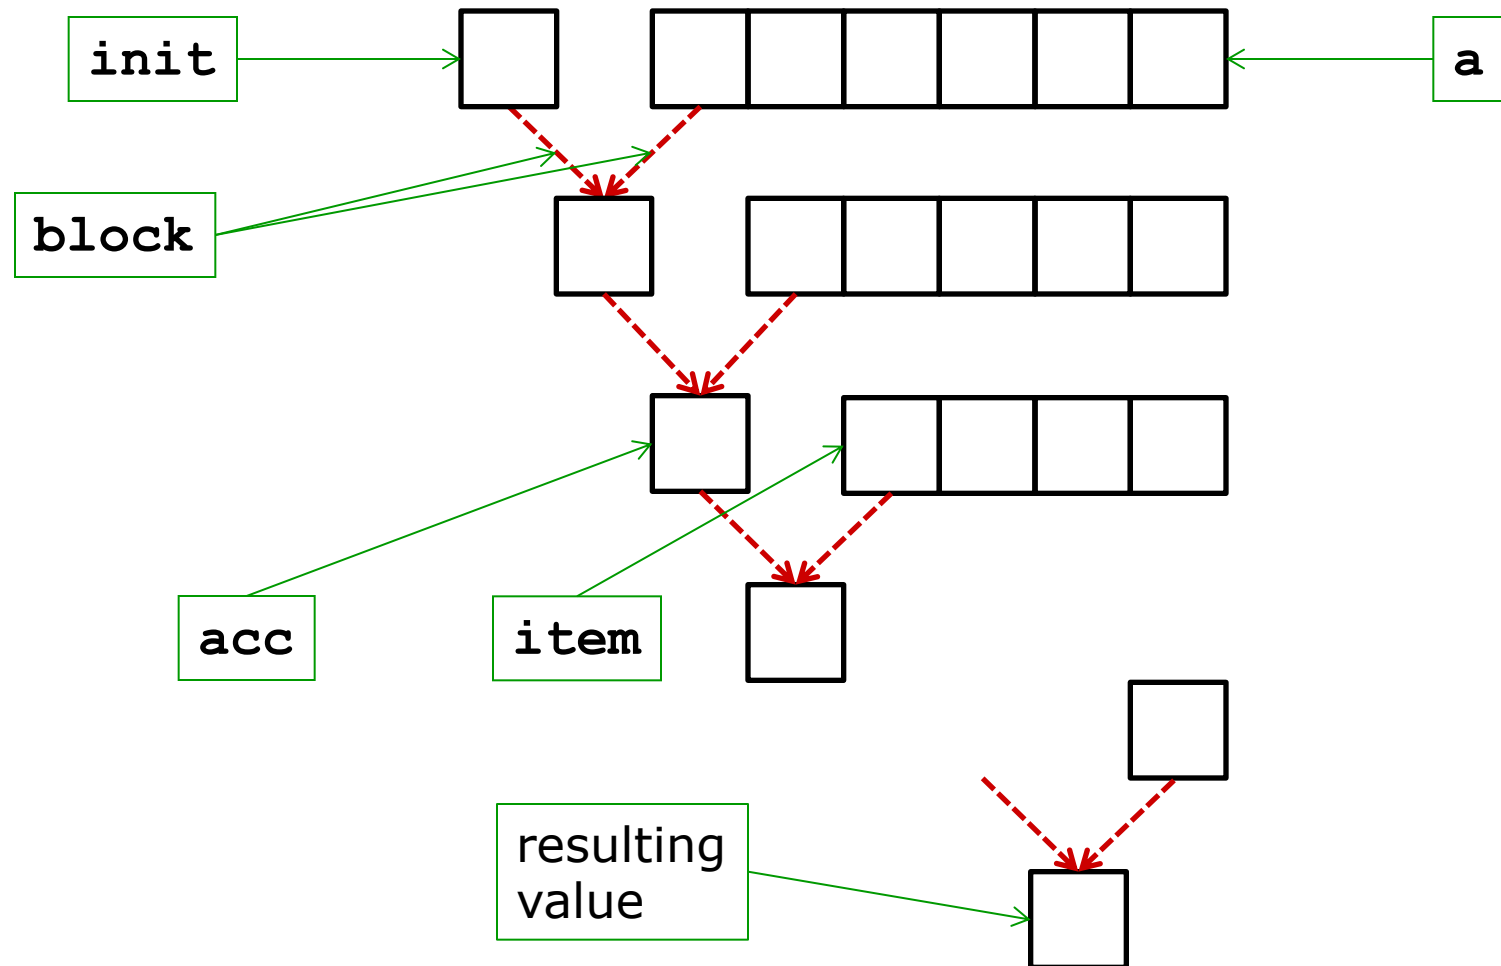 init
a
block
acc
item
resulting
value